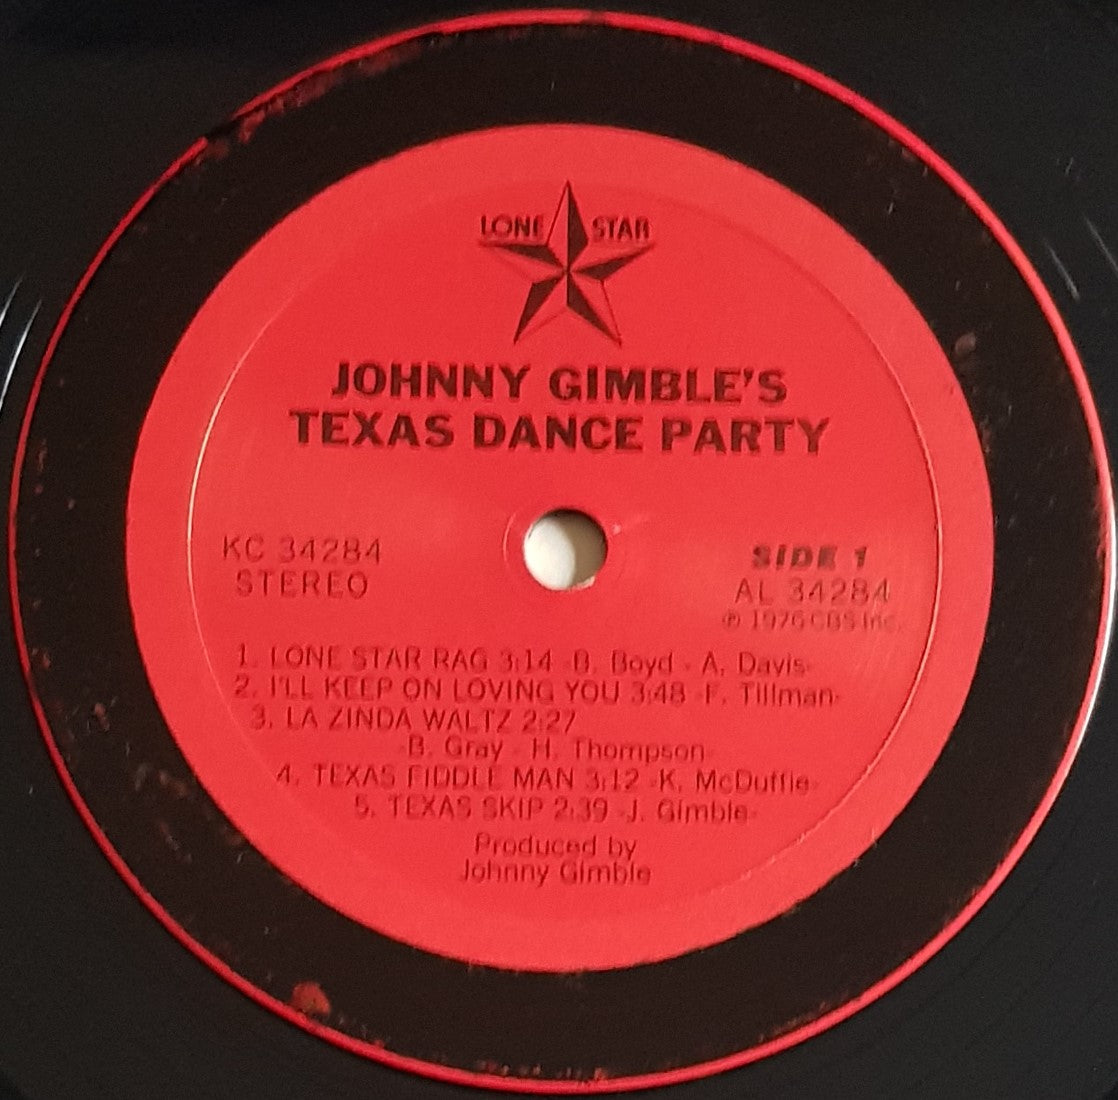 LONE STAR
JOHNNY GIMBLE'S
TEXAS DANCE PARTY
KC 34284
STEREO
SIDE 1
AL 34284
℗ 1976 CBS Inc.
1. LONE STAR RAG 3:14 -B. Boyd - A. Davis-
2. I'LL KEEP ON LOVING YOU 3:48 -F. Tillman-
3. LA ZINDA WALTZ 2:27
-B. Gray - H. Thompson-
4. TEXAS FIDDLE MAN 3:12 -K. McDuffie-
5. TEXAS SKIP 2:39 -J. Gimble-
Produced by
Johnny Gimble